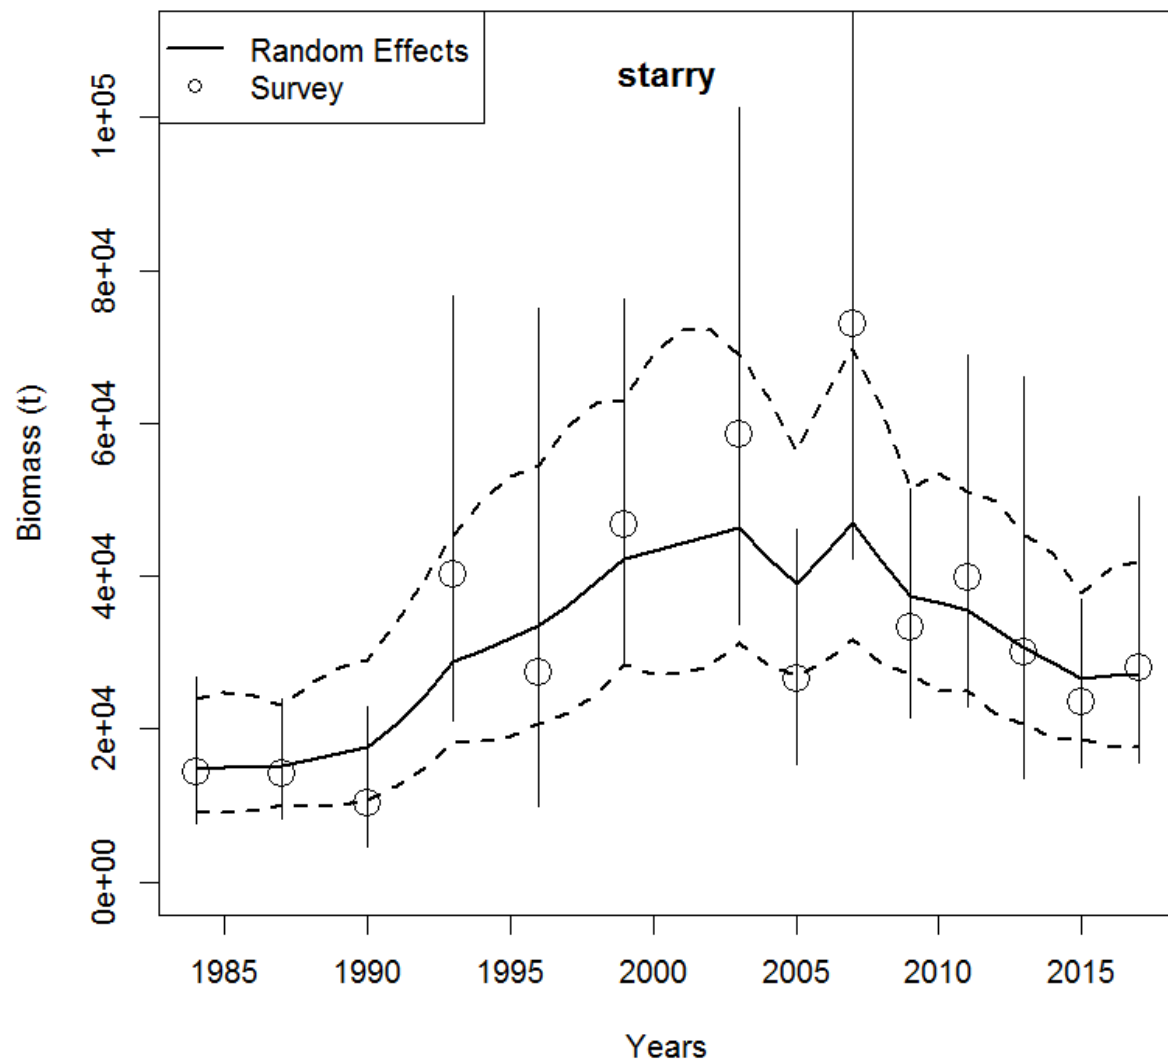 Random Effects
Survey
starry
Biomass (t)
1e+05
8e+04
6e+04
4e+04
2e+04
0e+00
1985 1990 1995 2000 2005 2010 2015
Years